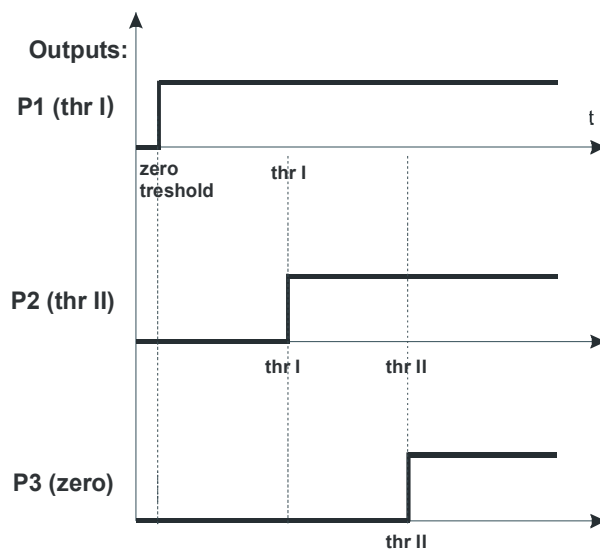 Outputs:
P1 (thr I)
t
zero
treshold
thr I
P2 (thr II)
thr I
thr II
P3 (zero)
thr II